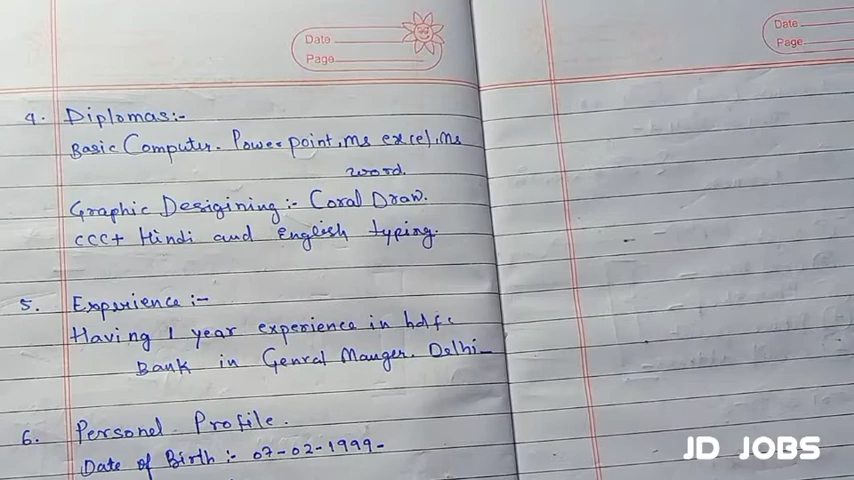 Date
Page
Date
Page
4. Diplomas:-
Basic Computer. Powerpoint, ms excel, ms
word.
Graphic Desigining :- Coral Draw.
CCC+ Hindi and English typing.
5. Experience :-
Having 1 year experience in hdfc
Bank in Genral Manger. Delhi
6. Personel Profile.
Date of Birth :- 07-02-1999-
JD JOBS